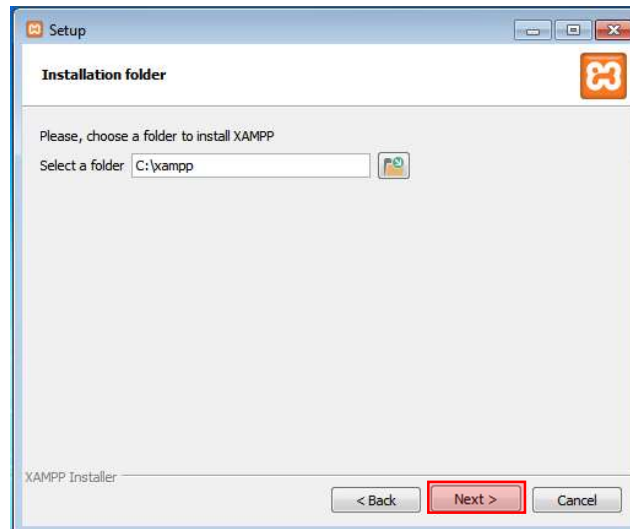 Setup
Installation folder
Please, choose a folder to install XAMPP
Select a folder C:\xampp
XAMPP Installer
< Back Next > Cancel